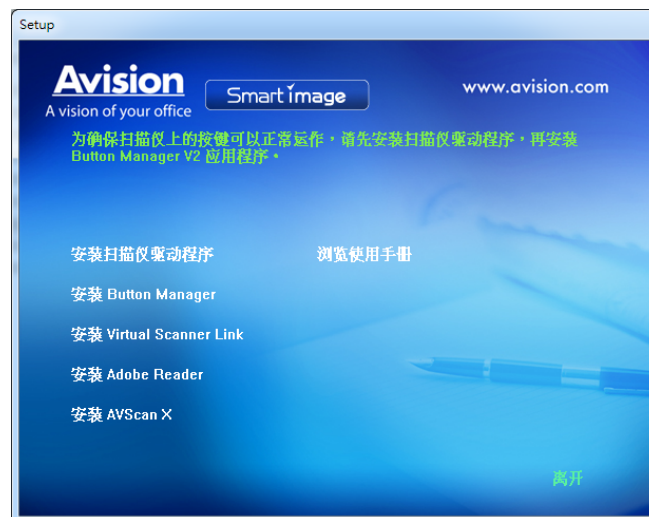 Setup
Avision
Smart image
www.avision.com
A vision of your office
为确保扫描仪上的按键可以正常运作，请先安装扫描仪驱动程序，再安装
Button Manager V2 应用程序。
安装扫描仪驱动程序
浏览使用手册
安装 Button Manager
安装 Virtual Scanner Link
安装 Adobe Reader
安装 AVScan X
离开